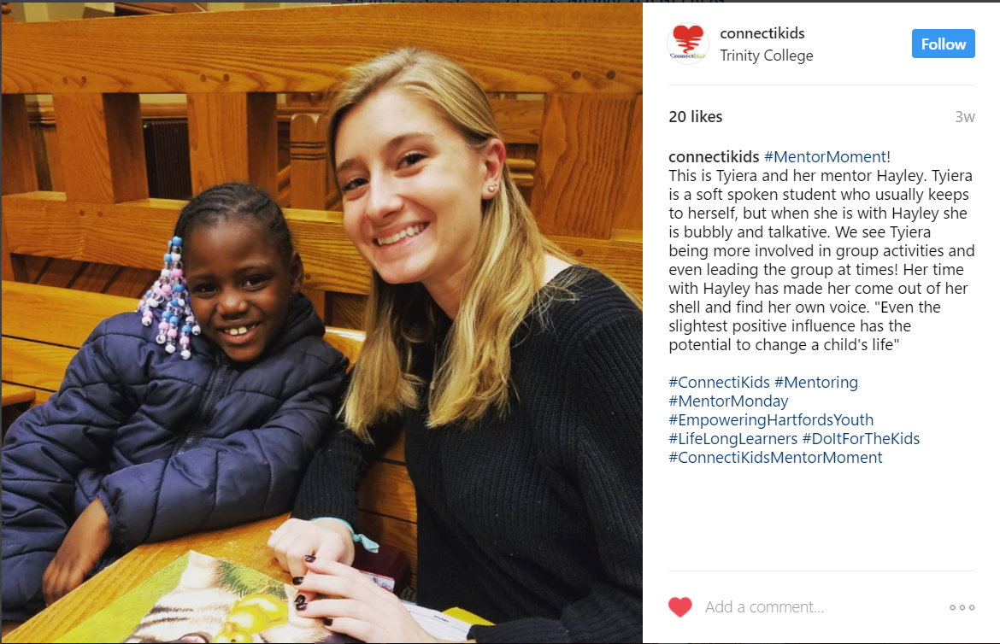 connectikids
Trinity College
Follow
20 likes
3w
connectikids #MentorMoment!
This is Tyiera and her mentor Hayley. Tyiera
is a soft spoken student who usually keeps
to herself, but when she is with Hayley she
is bubbly and talkative. We see Tyiera
being more involved in group activities and
even leading the group at times! Her time
with Hayley has made her come out of her
shell and find her own voice. "Even the
slightest positive influence has the
potential to change a child's life"
#ConnectiKids #Mentoring
#MentorMonday
#EmpoweringHartfordsYouth
#LifeLongLearners #DoItForTheKids
#ConnectiKidsMentorMoment
Add a comment...